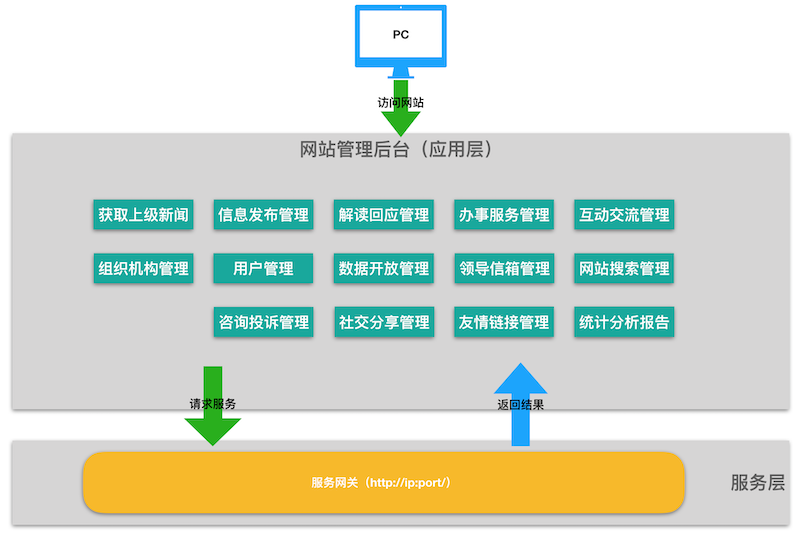 PC
访问网站
网站管理后台（应用层）
获取上级新闻
信息发布管理
解读回应管理
办事服务管理
互动交流管理
组织机构管理
用户管理
数据开放管理
领导信箱管理
网站搜索管理
咨询投诉管理
社交分享管理
友情链接管理
统计分析报告
请求服务
返回结果
服务网关（http://ip:port/）
服务层